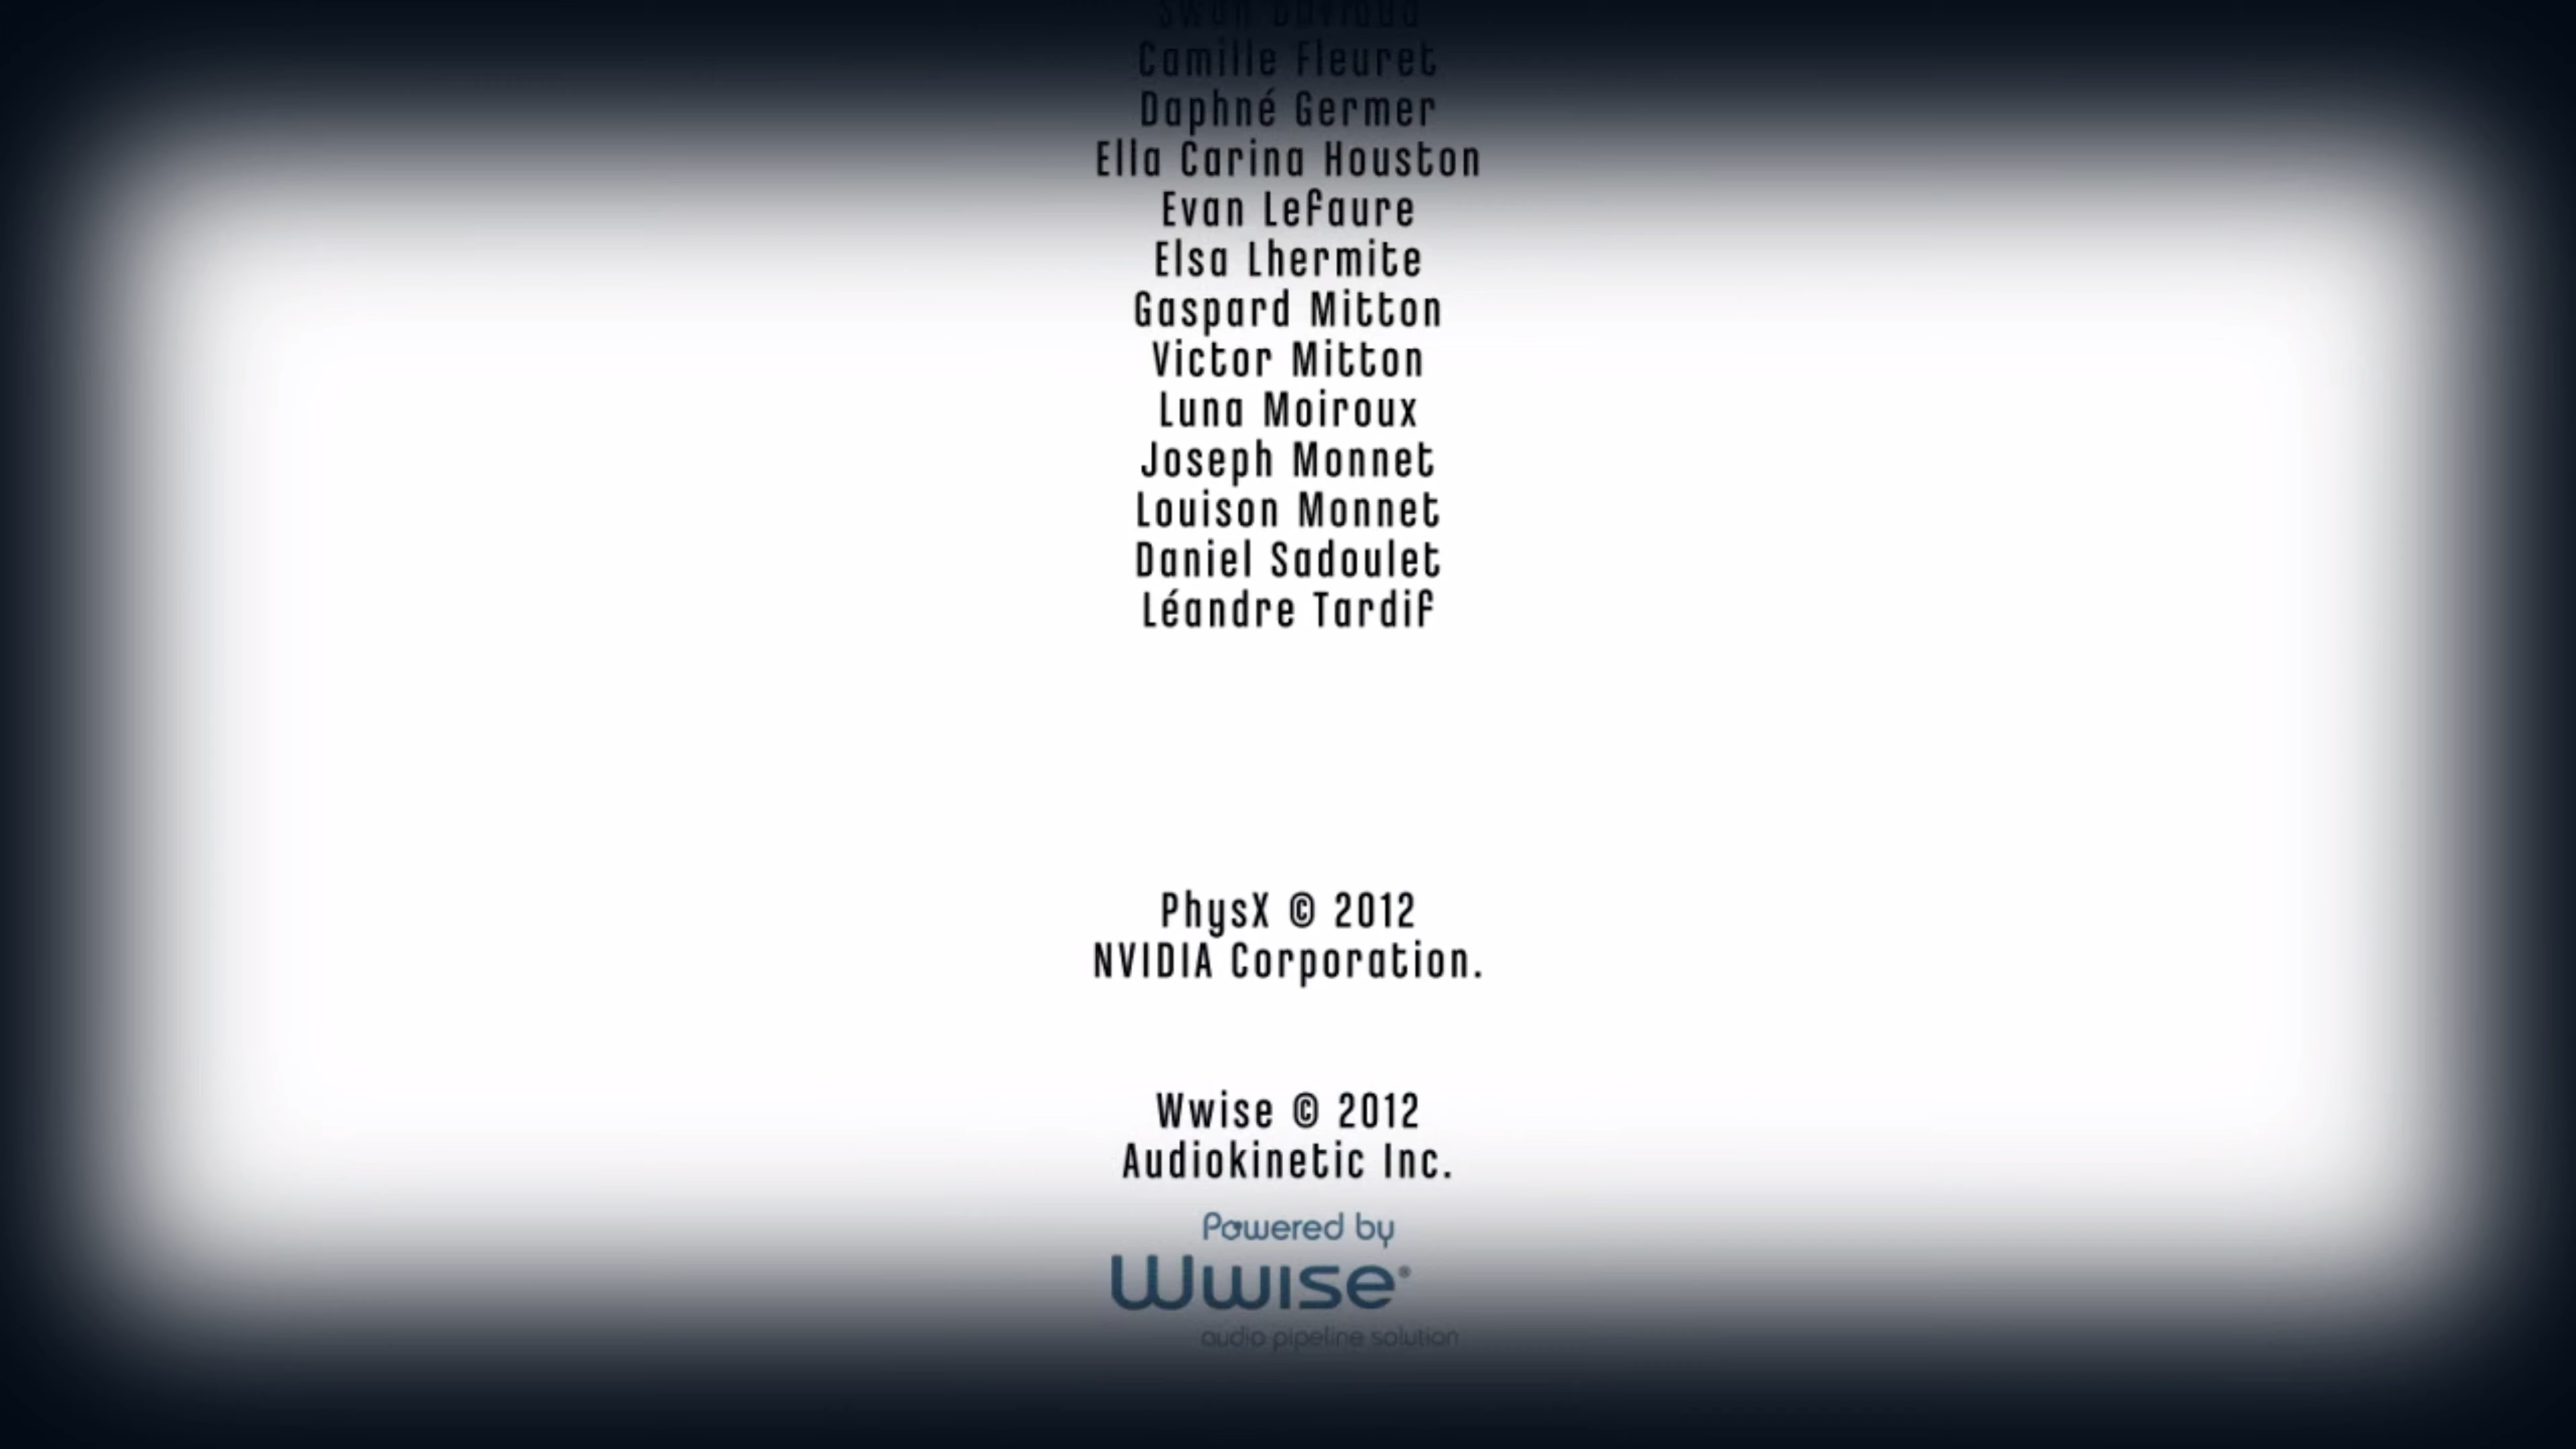 Camille Fleuret
Daphné Germer
Ella Carina Houston
Evan Lefaure
Elsa Lhermite
Gaspard Mitton
Victor Mitton
Luna Moiroux
Joseph Monnet
Louison Monnet
Daniel Sadoulet
Léandre Tardif
PhysX © 2012
NVIDIA Corporation.
Wwise © 2012
Audiokinetic Inc.
Powered by
Wwise®
audio pipeline solution